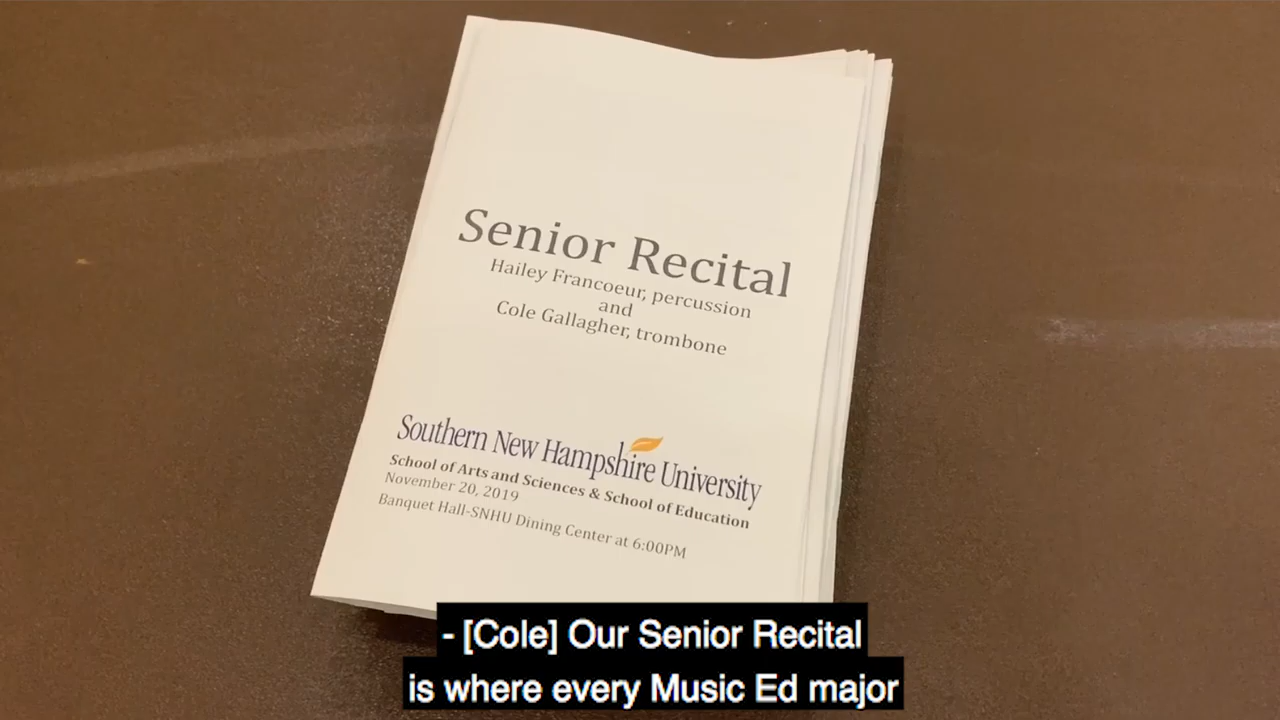 Senior Recital
Hailey Francoeur, percussion
and
Cole Gallagher, trombone
Southern New Hampshire University
School of Arts and Sciences & School of Education
November 20, 2019
Banquet Hall-SNHU Dining Center at 6:00PM
- [Cole] Our Senior Recital
is where every Music Ed major